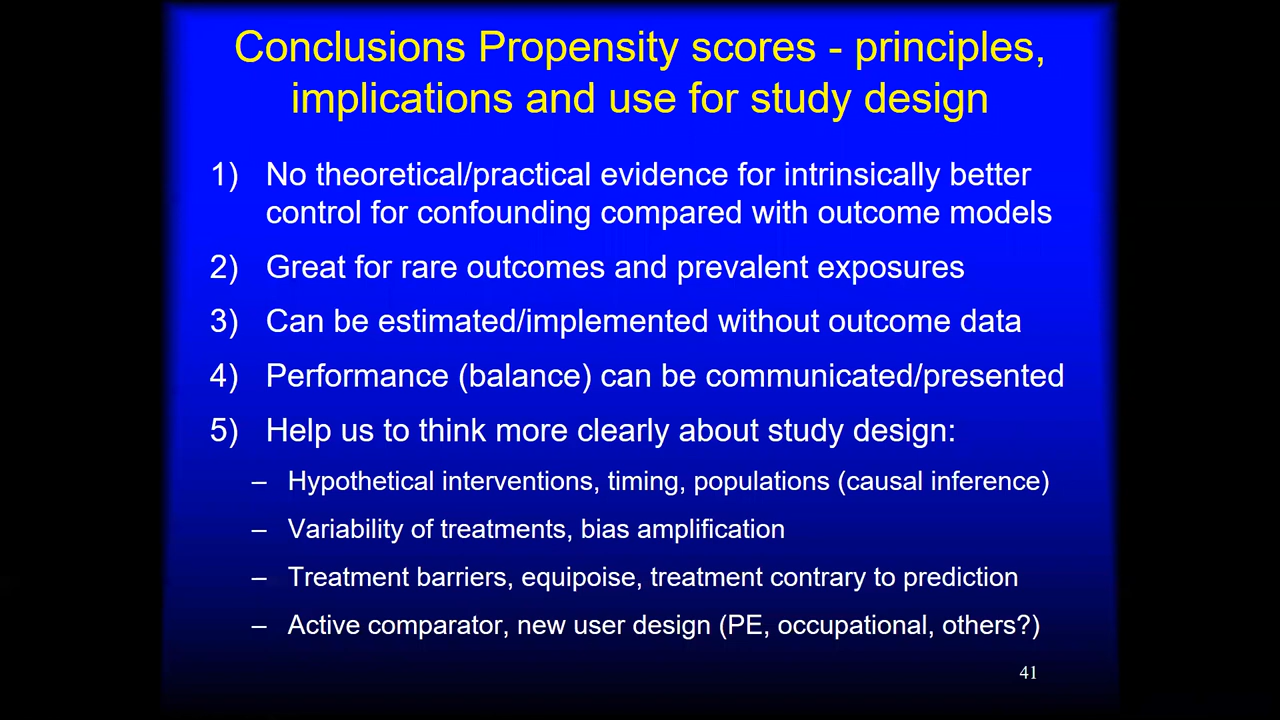 Conclusions Propensity scores - principles,
implications and use for study design
1) No theoretical/practical evidence for intrinsically better
control for confounding compared with outcome models
2) Great for rare outcomes and prevalent exposures
3) Can be estimated/implemented without outcome data
4) Performance (balance) can be communicated/presented
5) Help us to think more clearly about study design:
– Hypothetical interventions, timing, populations (causal inference)
– Variability of treatments, bias amplification
– Treatment barriers, equipoise, treatment contrary to prediction
– Active comparator, new user design (PE, occupational, others?)
41